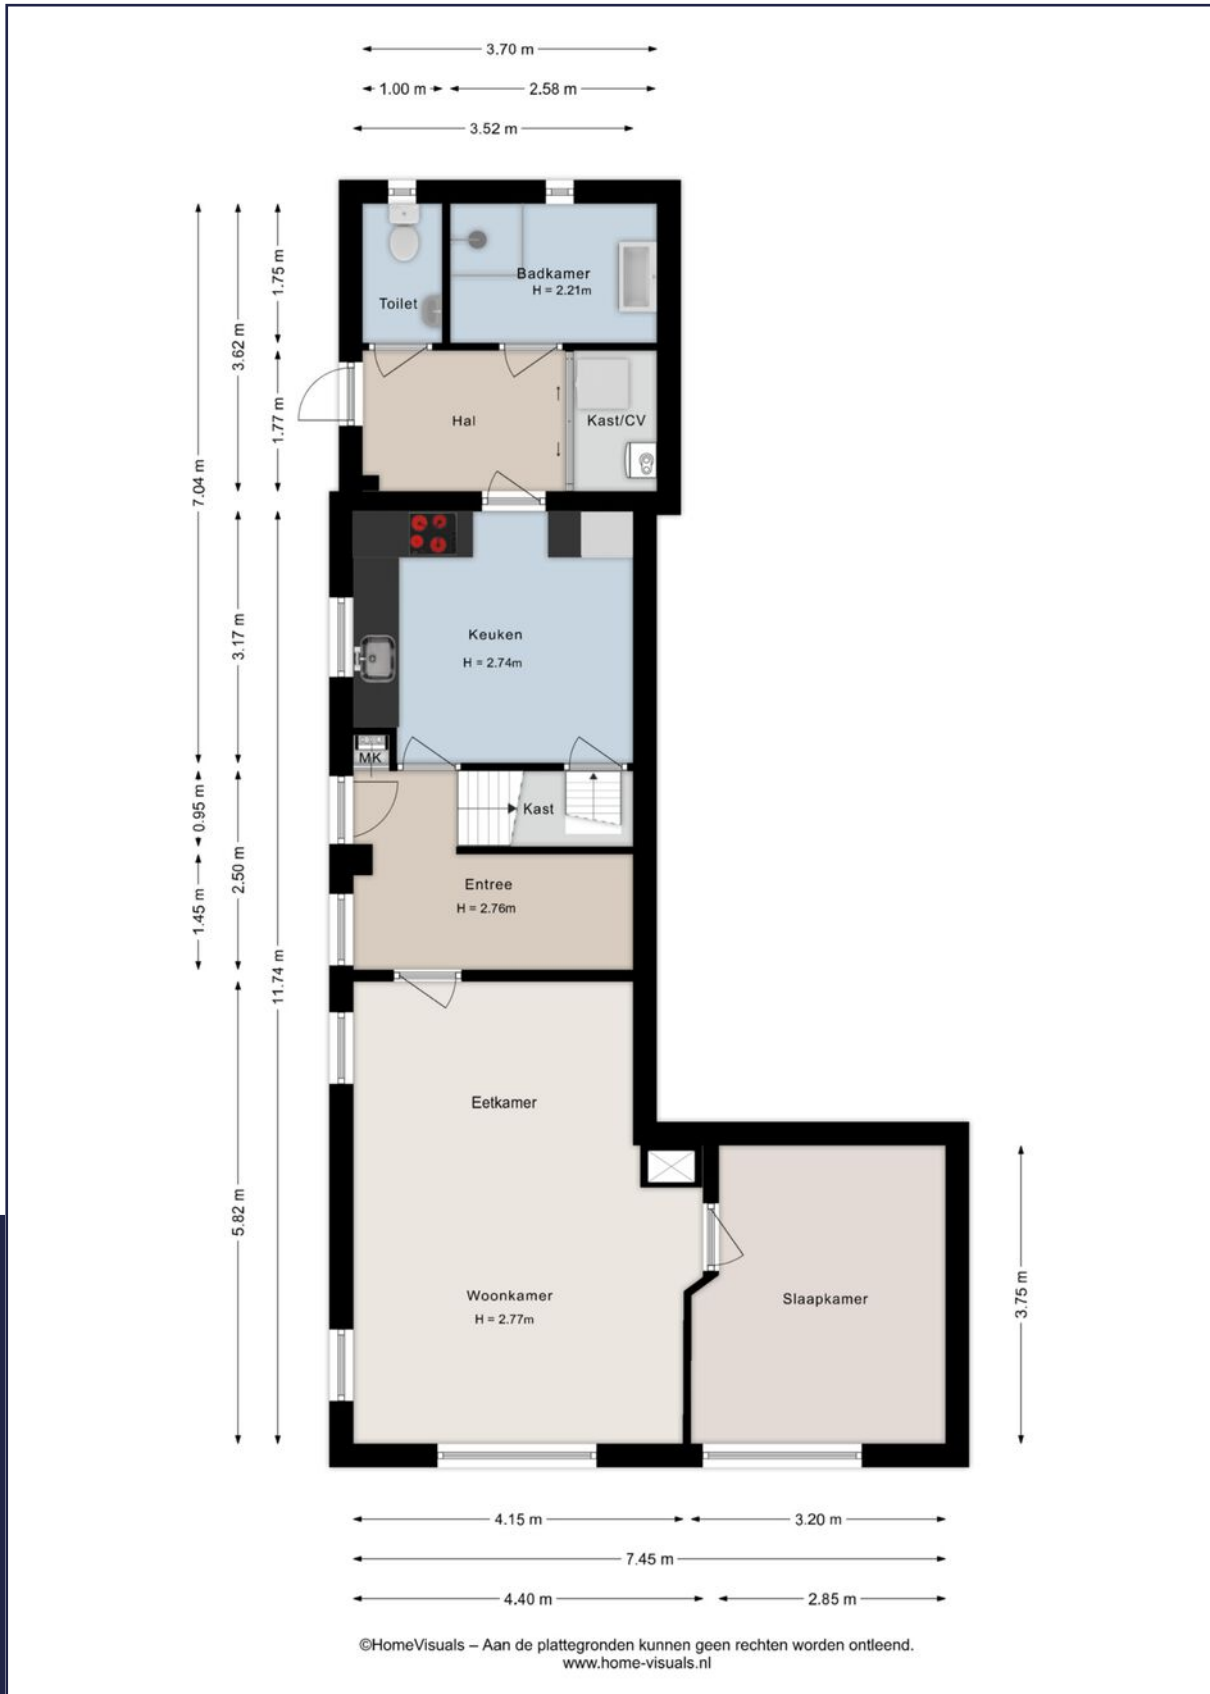 3.70 m
1.00 m
2.58 m
3.52 m
7.04 m
3.62 m
1.75 m
Badkamer
H = 2.21m
Toilet
1.77 m
Hal
Kast/CV
3.17 m
Keuken
H = 2.74m
MK
0.95 m
Kast
2.50 m
1.45 m
Entree
H = 2.76m
11.74 m
Eetkamer
5.82 m
Woonkamer
H = 2.77m
Slaapkamer
3.75 m
4.15 m
3.20 m
7.45 m
4.40 m
2.85 m
©HomeVisuals – Aan de plattegronden kunnen geen rechten worden ontleend.
www.home-visuals.nl